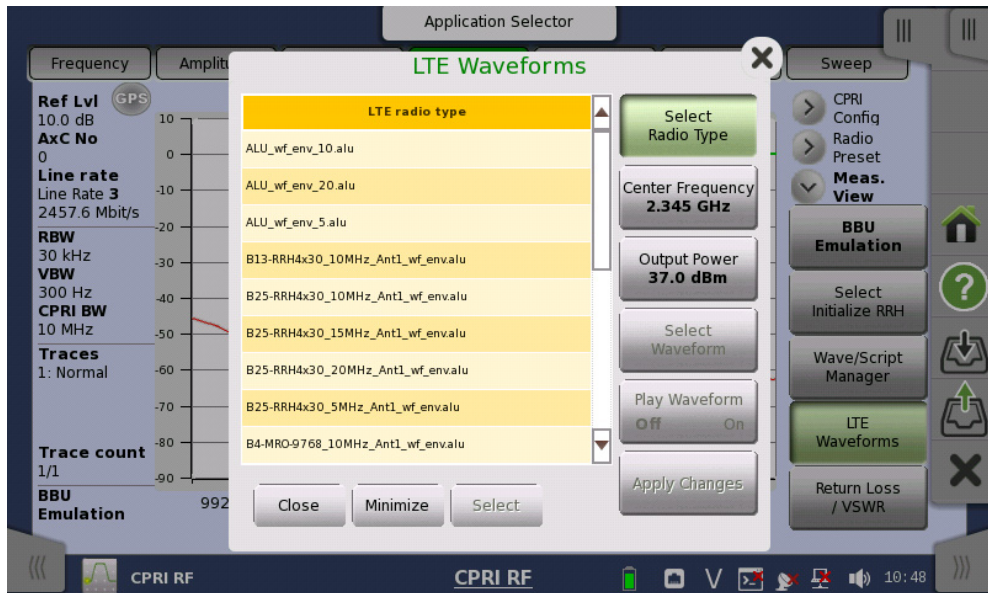 Application Selector
Frequency
Amplitu
Sweep
Ref Lvl
GPS
10.0 dB
AxC No
0
Line rate
Line Rate 3
2457.6 Mbit/s
RBW
30 kHz
VBW
300 Hz
CPRI BW
10 MHz
Traces
1: Normal
Trace count
1/1
BBU
Emulation
10
0
-10
-20
-30
-40
-50
-60
-70
-80
-90
992
LTE Waveforms
LTE radio type
ALU_wf_env_10.alu
ALU_wf_env_20.alu
ALU_wf_env_5.alu
B13-RRH4x30_10MHz_Ant1_wf_env.alu
B25-RRH4x30_10MHz_Ant1_wf_env.alu
B25-RRH4x30_15MHz_Ant1_wf_env.alu
B25-RRH4x30_20MHz_Ant1_wf_env.alu
B25-RRH4x30_5MHz_Ant1_wf_env.alu
B4-MRO-9768_10MHz_Ant1_wf_env.alu
Close
Minimize
Select
Select
Radio Type
Center Frequency
2.345 GHz
Output Power
37.0 dBm
Select
Waveform
Play Waveform
Off On
Apply Changes
CPRI
Config
Radio
Preset
Meas.
View
BBU
Emulation
Select
Initialize RRH
Wave/Script
Manager
LTE
Waveforms
Return Loss
/ VSWR
CPRI RF
CPRI RF
10:48